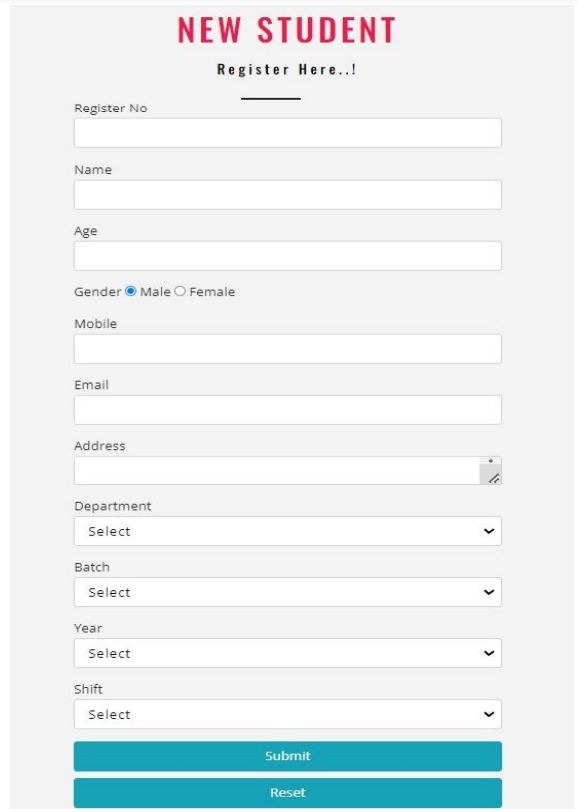 NEW STUDENT
Register Here..!
Register No
Name
Age
Gender Male Female
Mobile
Email
Address
Department
Select
Batch
Select
Year
Select
Shift
Select
Submit
Reset